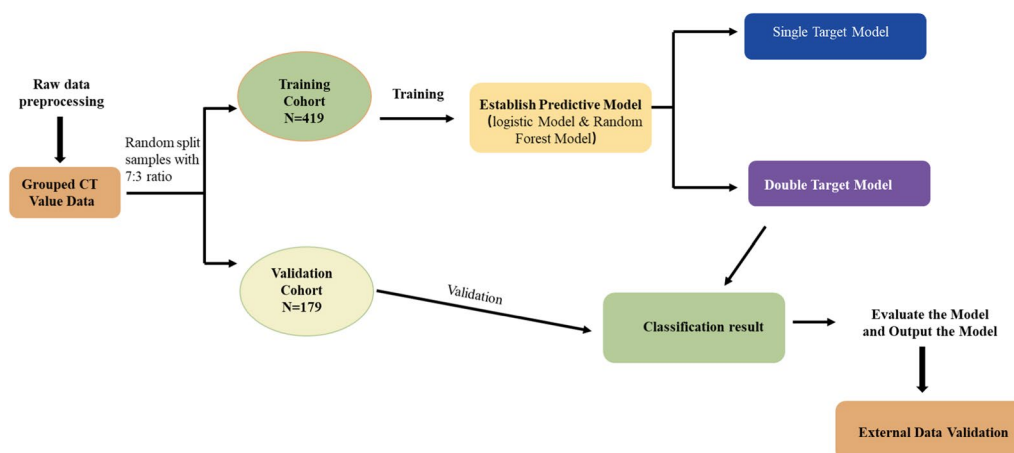 Raw data
preprocessing
Grouped CT
Value Data
Random split
samples with
7:3 ratio
Training
Cohort
N=419
Training
Establish Predictive Model
(logistic Model & Random
Forest Model)
Single Target Model
Double Target Model
Validation
Cohort
N=179
Validation
Classification result
Evaluate the Model
and Output the Model
External Data Validation